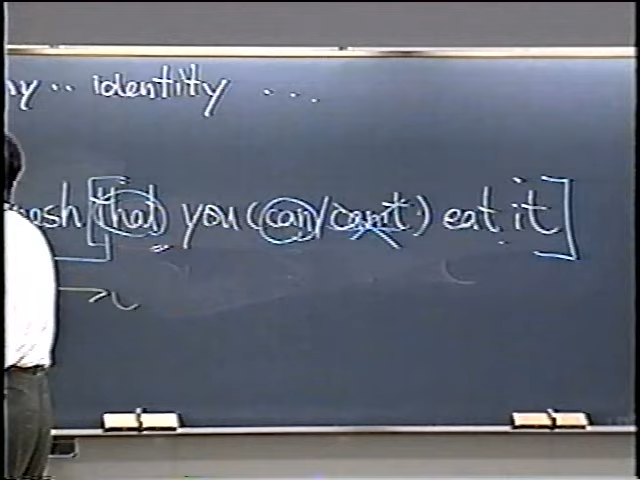 identity ...
[that you (can/can't) eat it]